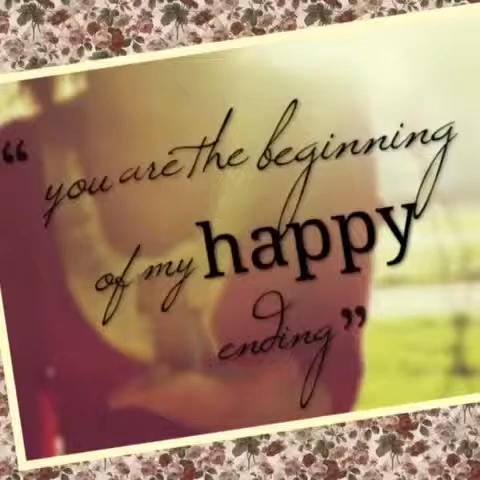 “you are the beginning
of my happy
ending”